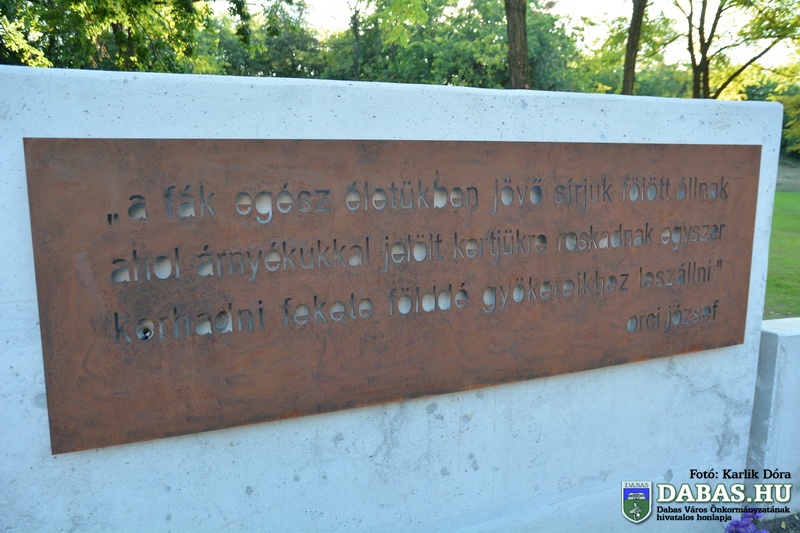 „a fák egész életükben jövő sírjuk fölött állnak
ahol árnyékukkal jelölt kertjükre roskadnak egyszer
korhadni fekete földdé gyökereikhez leszállni."
orci józsef
Fotó: Karlik Dóra
DABAS
DABAS.HU
Dabas Város Önkormányzatának
hivatalos honlapja